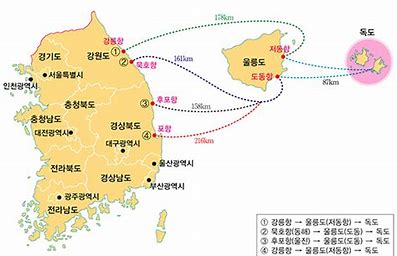 178km
강릉항
①
② 묵호항
161km
저동항
울릉도
도동항
독도
87km
경기도
강원도
서울특별시
인천광역시
③ 후포항
158km
충청북도
충청남도
대전광역시
경상북도
④ 포항
216km
대구광역시
전라북도
울산광역시
경상남도
부산광역시
광주광역시
전라남도
① 강릉항 → 울릉도(저동항) → 독도
② 묵호항(동해) → 울릉도(도동) → 독도
③ 후포항(울진) → 울릉도(도동) → 독도
④ 강릉항 → 울릉도(저동항) → 독도